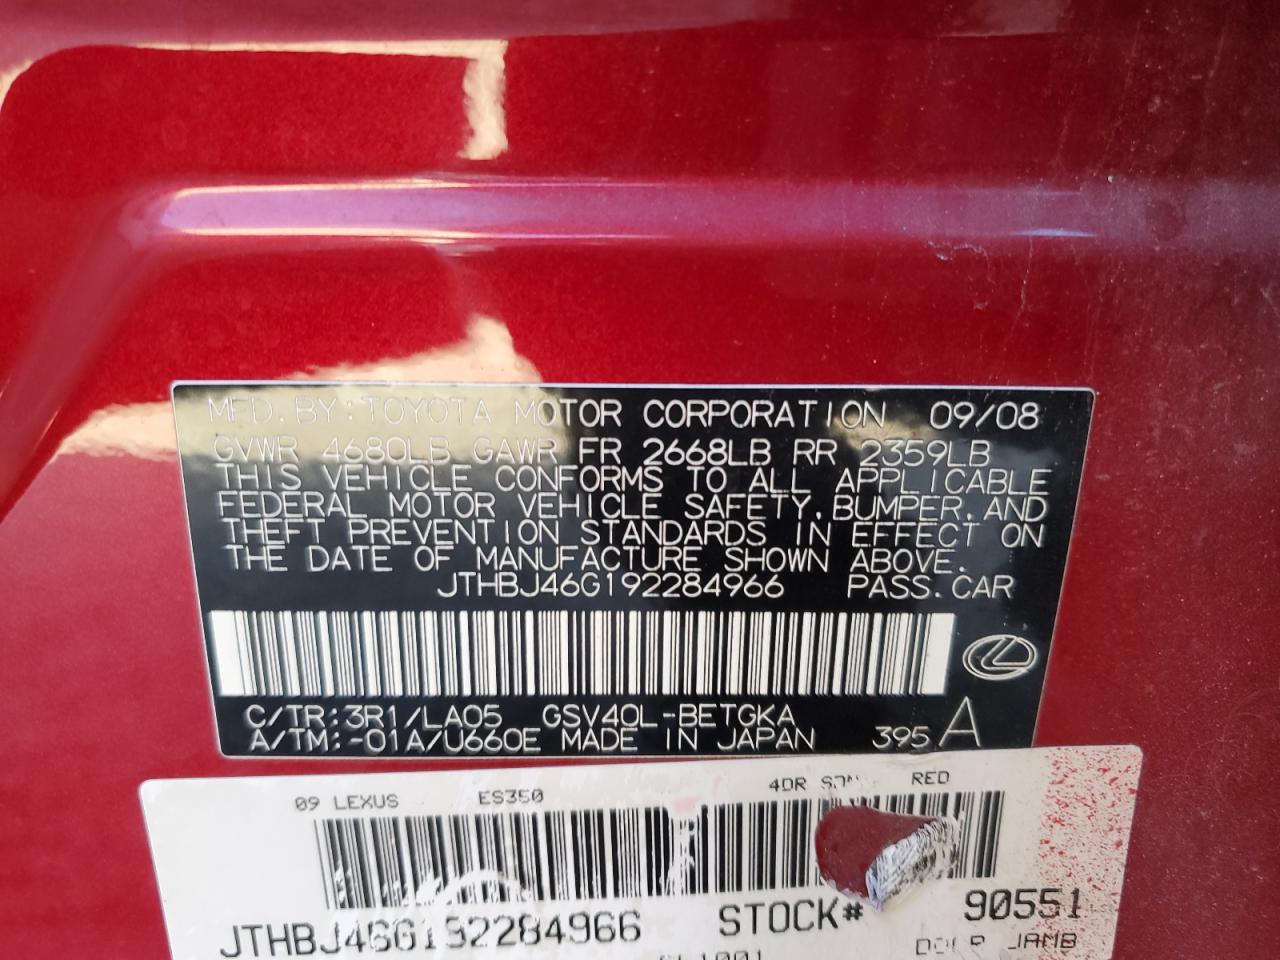 MFD.BY:TOYOTA MOTOR CORPORATION 09/08
GVWR 4680LB GAWR FR 2668LB RR 2359LB
THIS VEHICLE CONFORMS TO ALL APPLICABLE
FEDERAL MOTOR VEHICLE SAFETY, BUMPER, AND
THEFT PREVENTION STANDARDS IN EFFECT ON
THE DATE OF MANUFACTURE SHOWN ABOVE.
JTHBJ46G192284966 PASS.CAR
C/TR:3R1/LA05 GSV40L-BETGKA
A/TM:-01A/U660E MADE IN JAPAN 395 A
09 LEXUS ES350 4DR RED
JTHBJ46G192284966 STOCK# 90551
JAMB